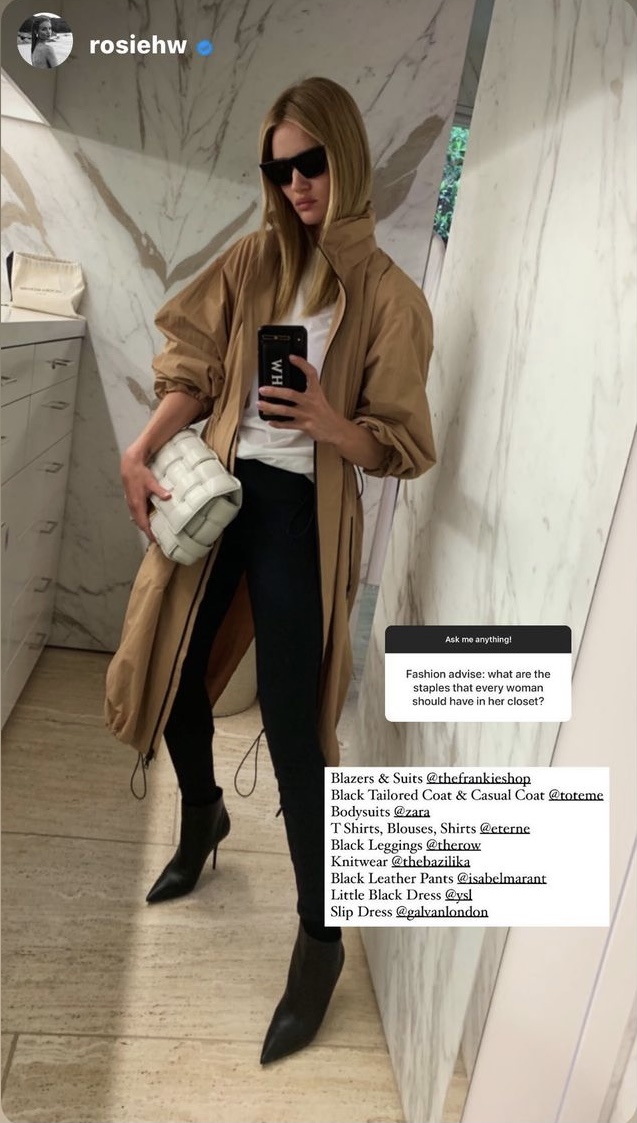 rosiehw
WH
Ask me anything!
Fashion advise: what are the
staples that every woman
should have in her closet?
Blazers & Suits @thefrankieshop
Black Tailored Coat & Casual Coat @toteme
Bodysuits @zara
T Shirts, Blouses, Shirts @eterne
Black Leggings @therow
Knitwear @thebazilika
Black Leather Pants @isabelmarant
Little Black Dress @ysl
Slip Dress @galvanlondon